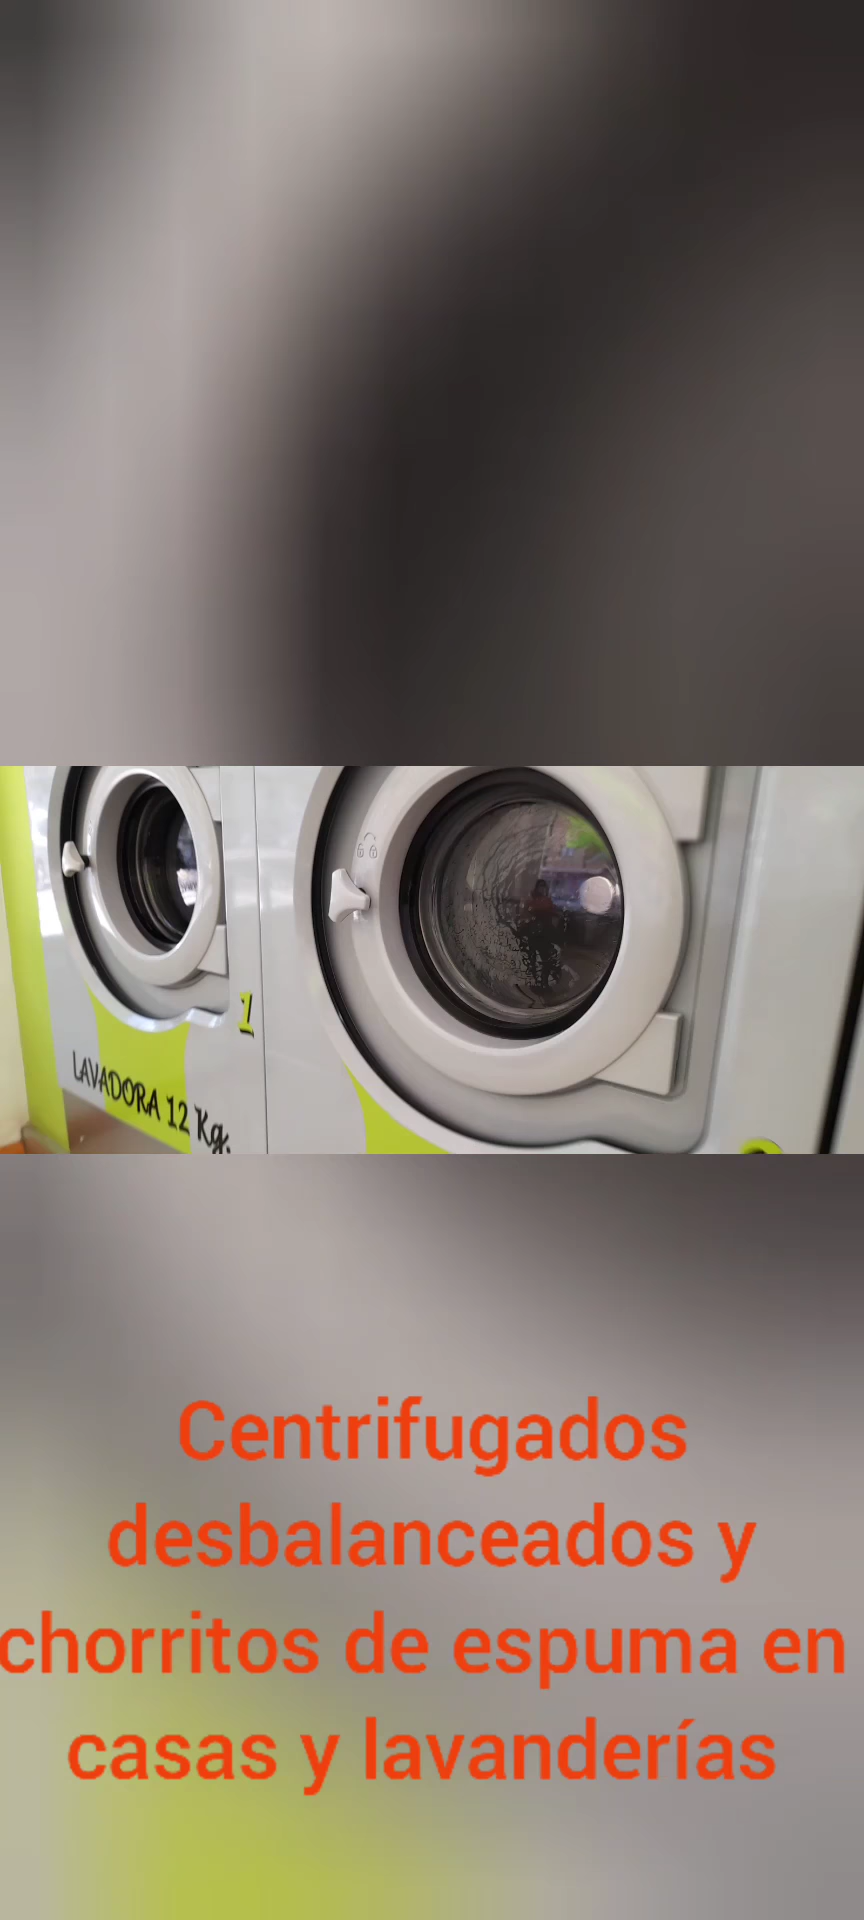 1
LAVADORA 12 Kg.
Centrifugados
desbalanceados y
chorritos de espuma en
casas y lavanderías